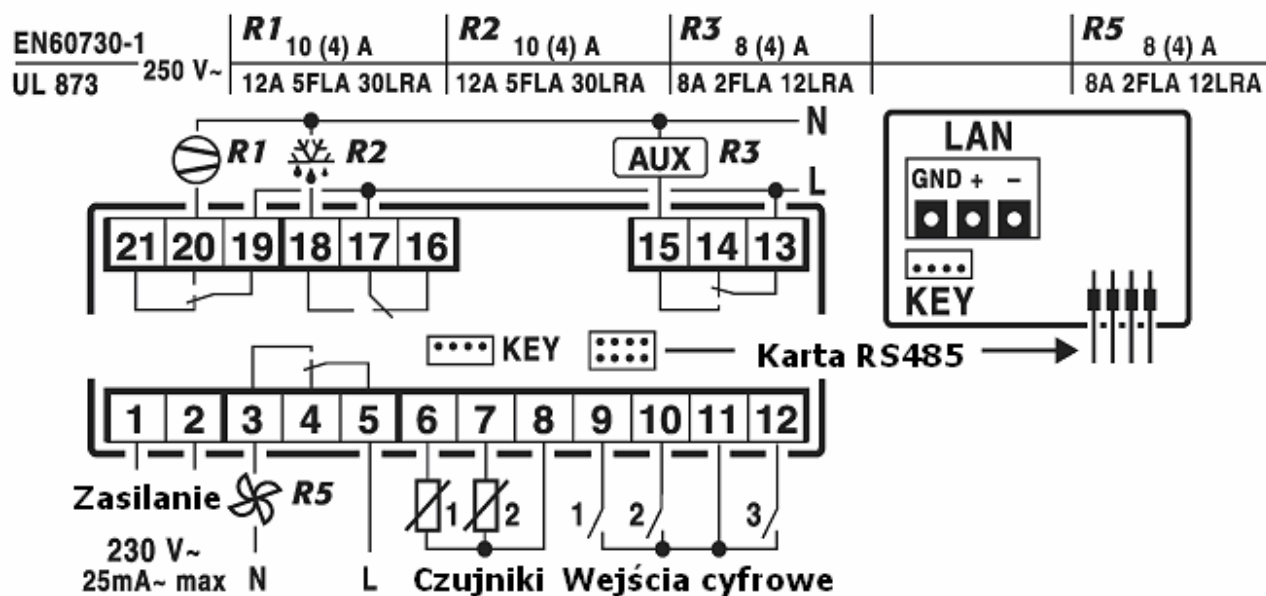 EN60730-1
UL 873
250 V~
R1 10 (4) A
12A 5FLA 30LRA
R2 10 (4) A
12A 5FLA 30LRA
R3 8 (4) A
8A 2FLA 12LRA
R5 8 (4) A
8A 2FLA 12LRA
N
R1 R2 AUX R3
L
21 20 19 18 17 16 15 14 13
LAN
GND + -
KEY
KEY Karta RS485
1 2 3 4 5 6 7 8 9 10 11 12
Zasilanie R5 1 2 1 2 3
230 V~
25mA~ max N L Czujniki Wejścia cyfrowe